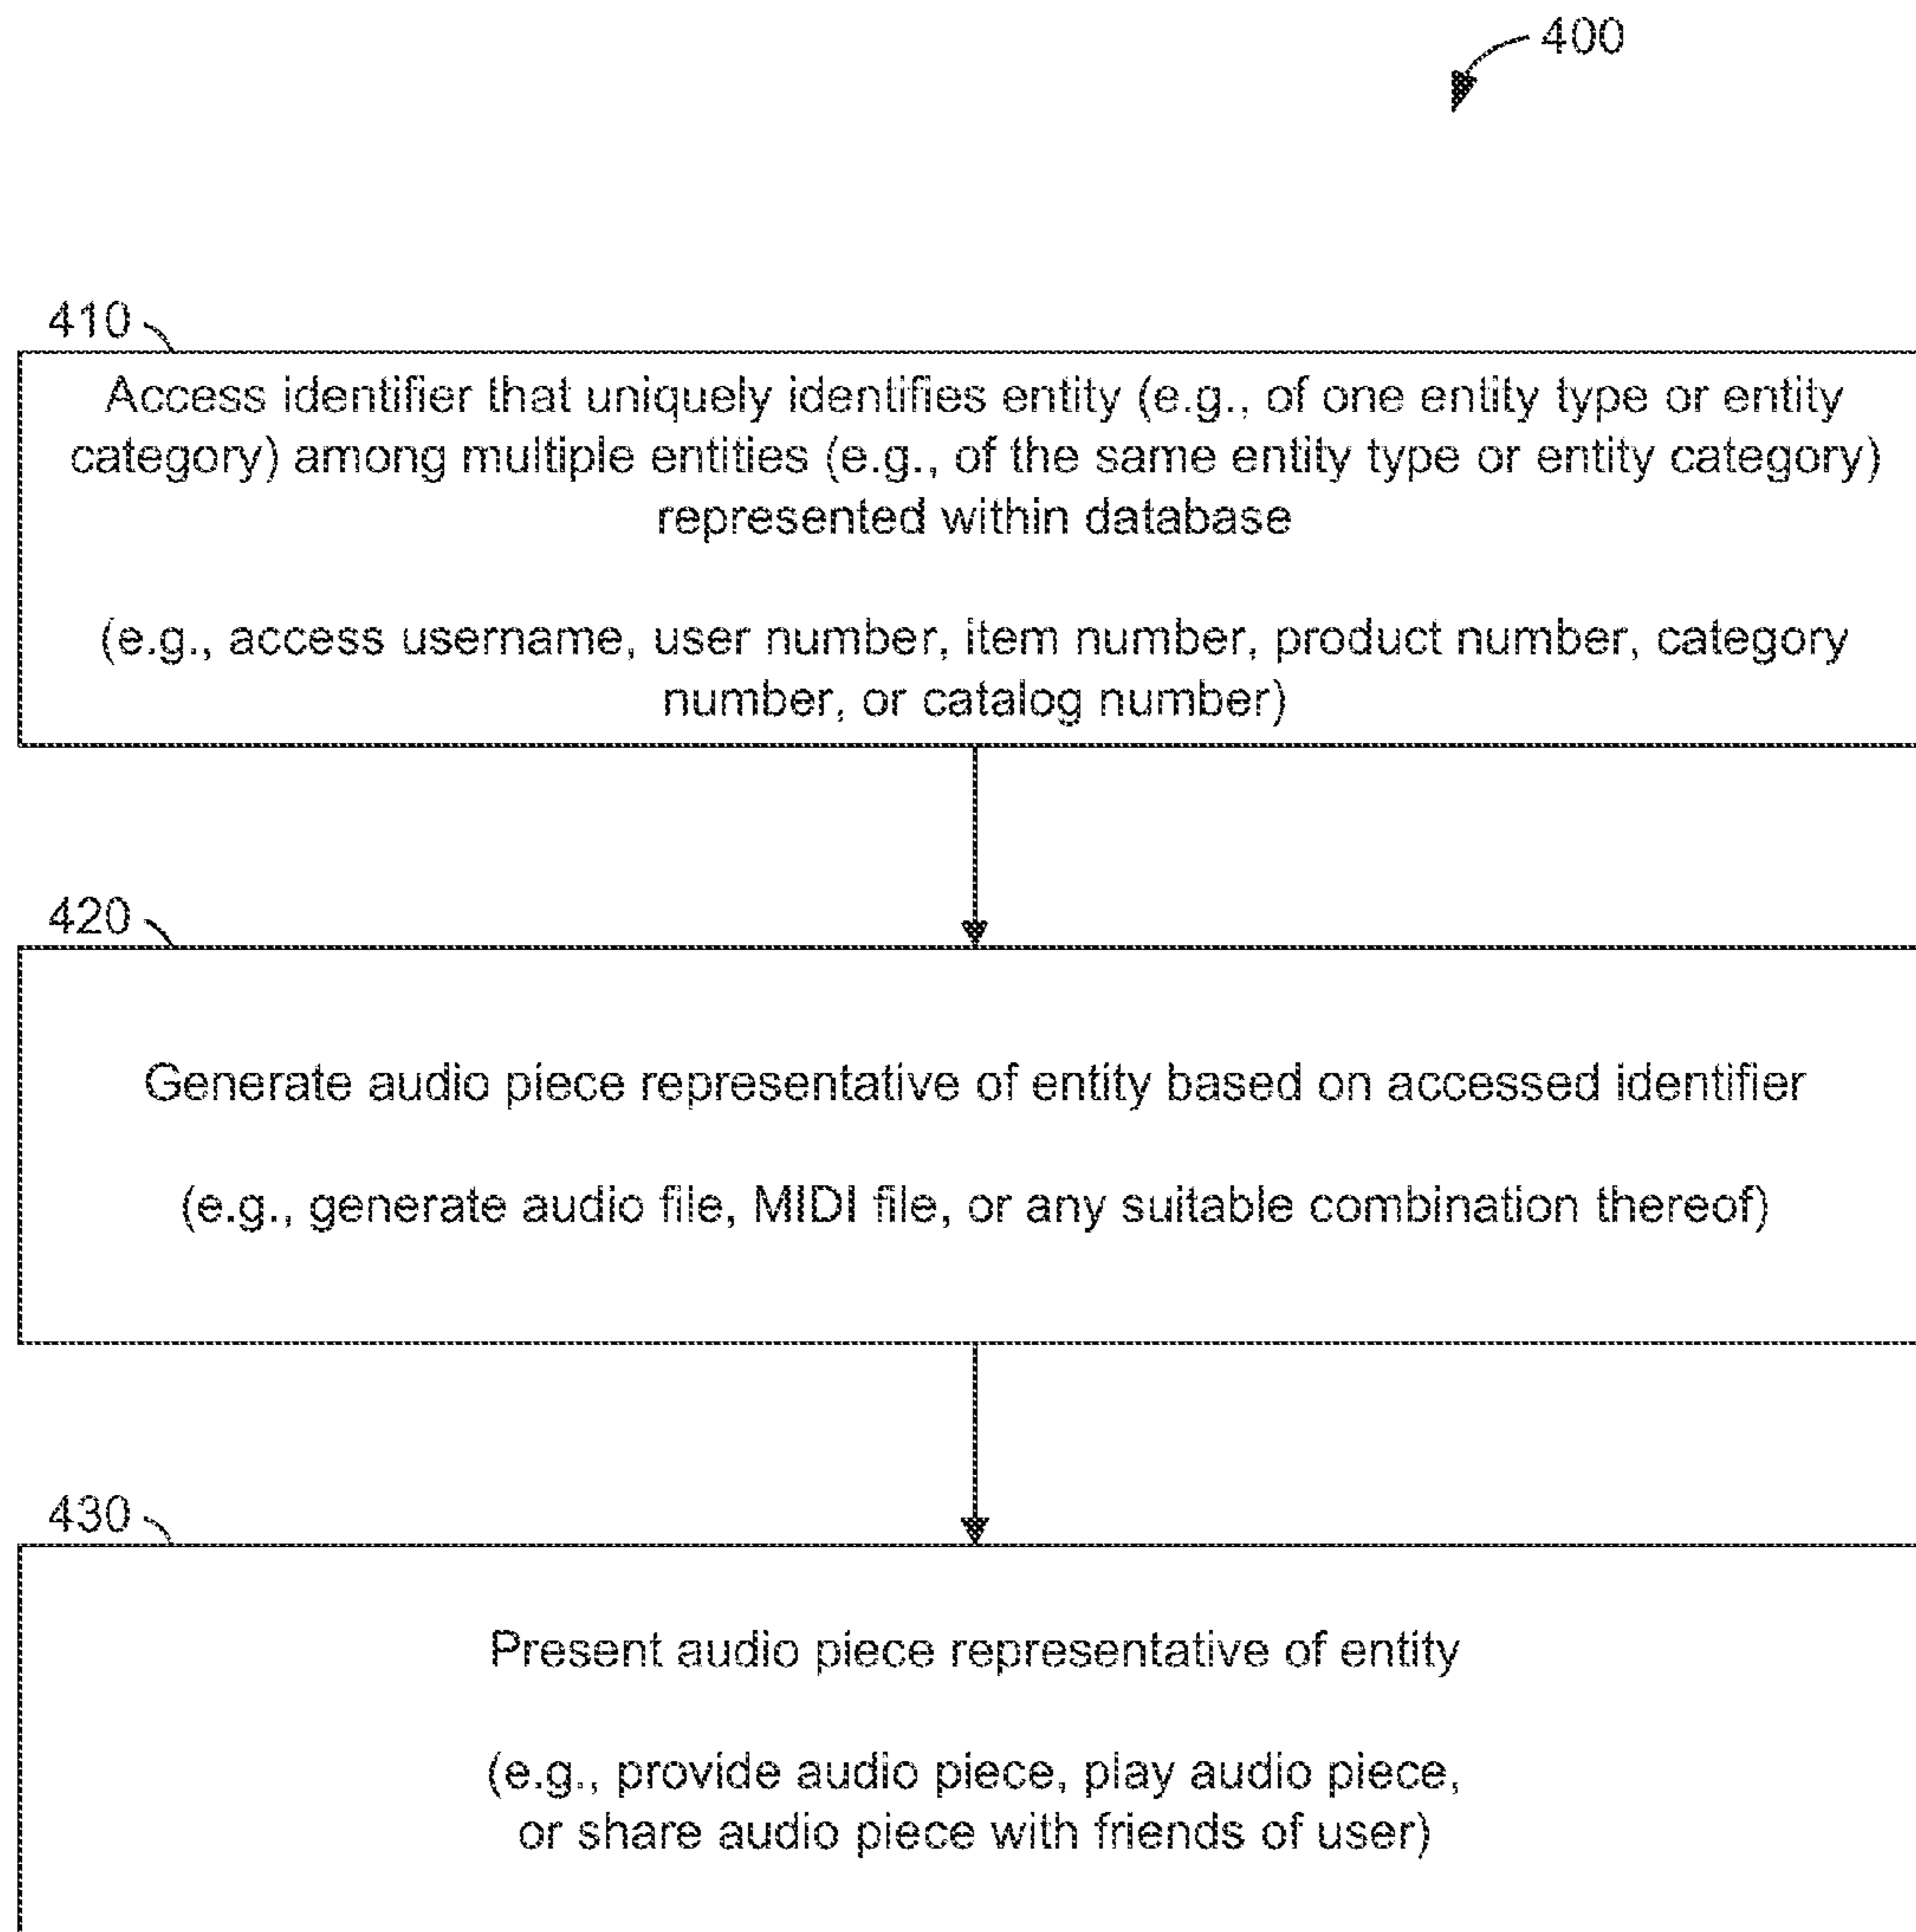 400
410
Access identifier that uniquely identifies entity (e.g., of one entity type or entity
category) among multiple entities (e.g., of the same entity type or entity category)
represented within database
(e.g., access username, user number, item number, product number, category
number, or catalog number)
420
Generate audio piece representative of entity based on accessed identifier
(e.g., generate audio file, MIDI file, or any suitable combination thereof)
430
Present audio piece representative of entity
(e.g., provide audio piece, play audio piece,
or share audio piece with friends of user)